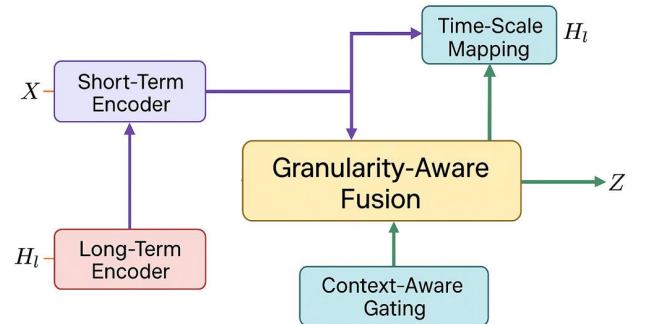 Time-Scale
Mapping
H_l
X
Short-Term
Encoder
Granularity-Aware
Fusion
Z
H_l
Long-Term
Encoder
Context-Aware
Gating